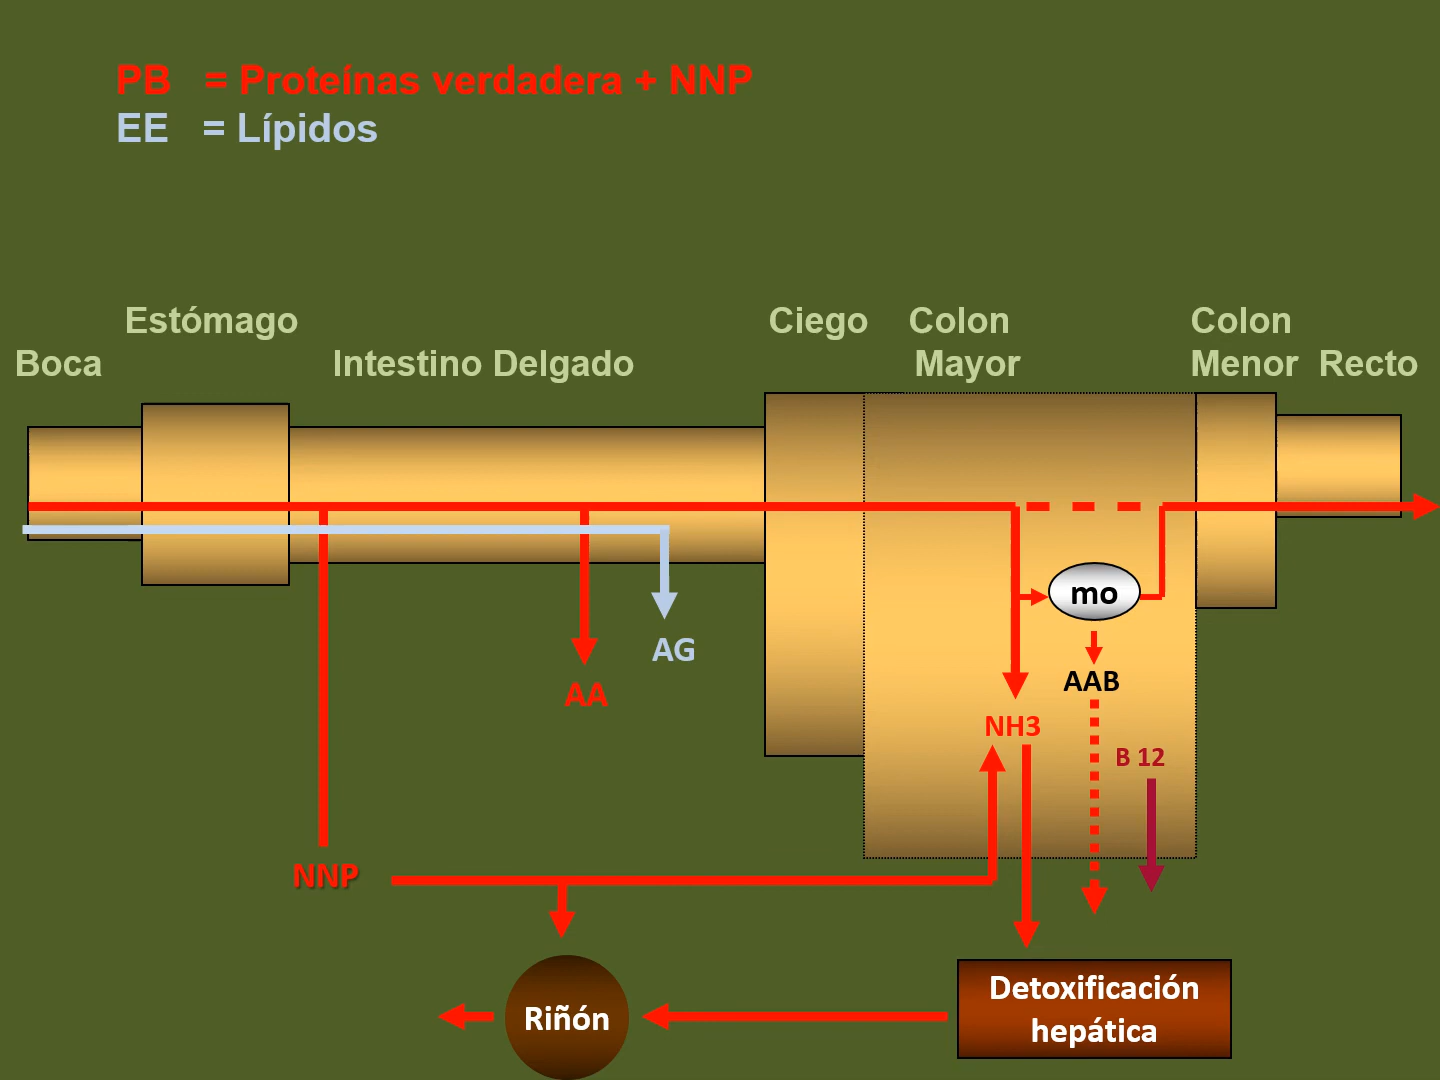 PB = Proteínas verdadera + NNP
EE = Lípidos
Estómago
Ciego
Colon
Colon
Boca
Intestino Delgado
Mayor
Menor
Recto
mo
AG
AAB
AA
NH3
B 12
NNP
Detoxificación
hepática
Riñón